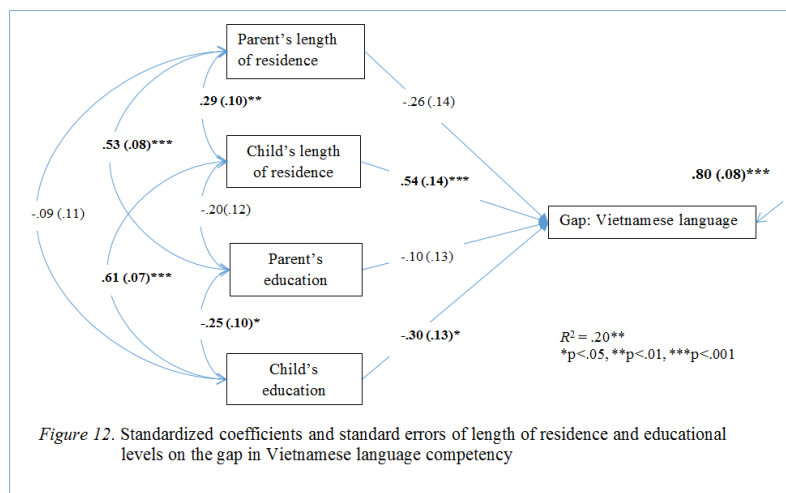 Parent's length
of residence
-.26 (.14)
.29 (.10)**
.53 (.08)***
Child's length
of residence
.54 (.14)***
.80 (.08)***
-.09 (.11)
-.20(.12)
Gap: Vietnamese language
Parent's
education
-.10 (.13)
.61 (.07)***
-.25 (.10)*
-.30 (.13)*
R² = .20**
*p<.05, **p<.01, ***p<.001
Child's
education
Figure 12. Standardized coefficients and standard errors of length of residence and educational
levels on the gap in Vietnamese language competency